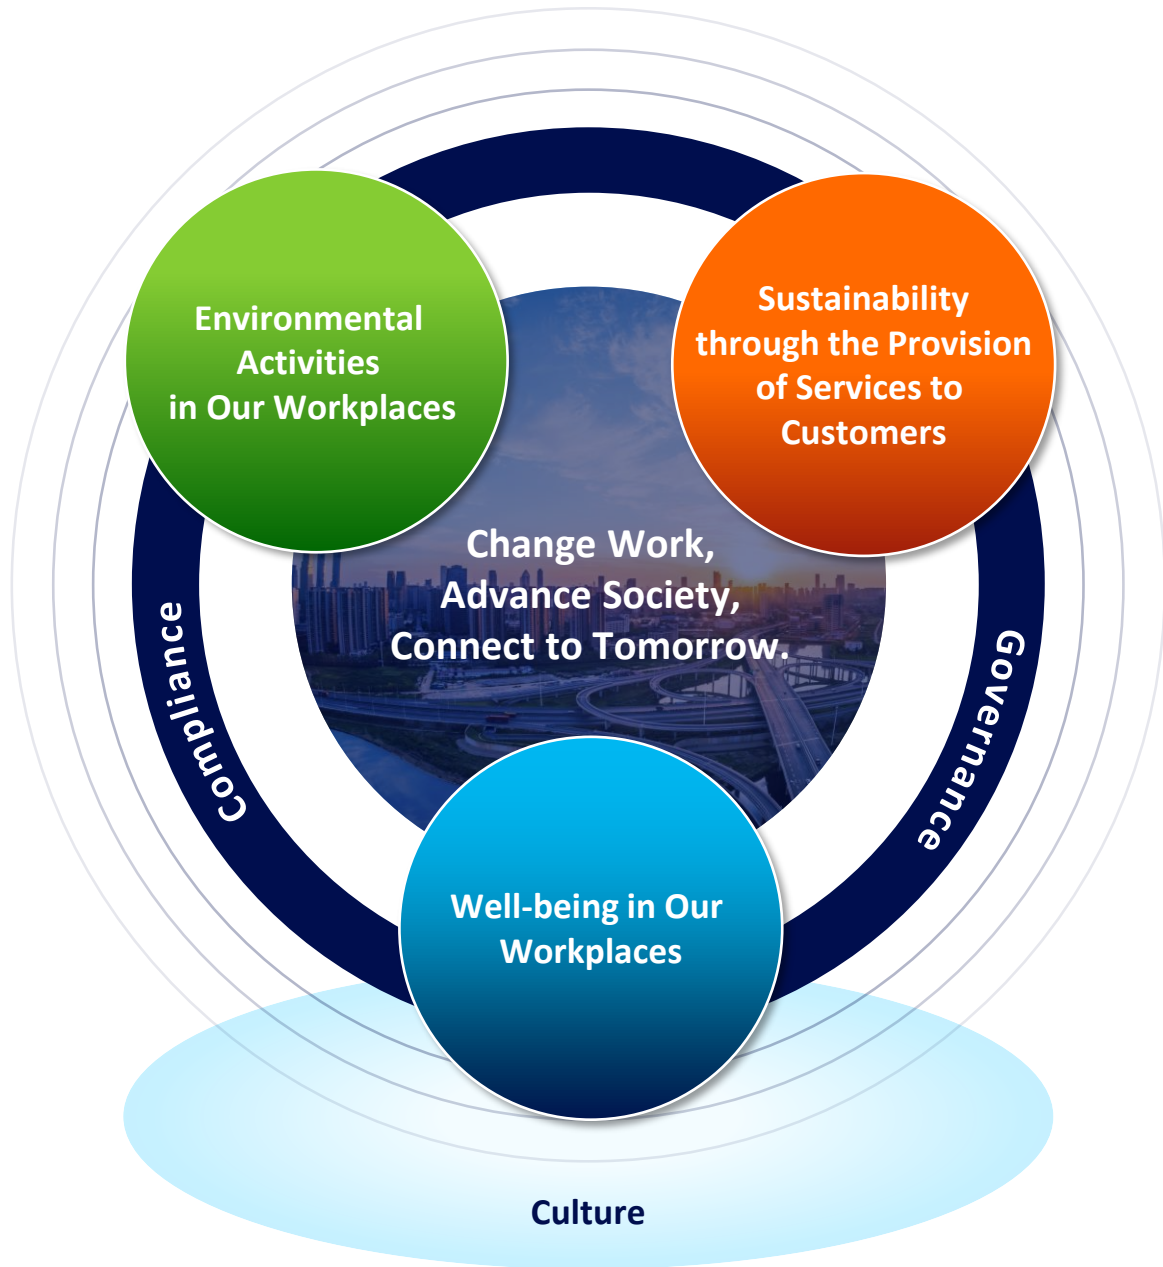 Environmental
Activities
in Our Workplaces
Sustainability
through the Provision
of Services to
Customers
Change Work,
Advance Society,
Connect to Tomorrow.
Compliance
Governance
Well-being in Our
Workplaces
Culture